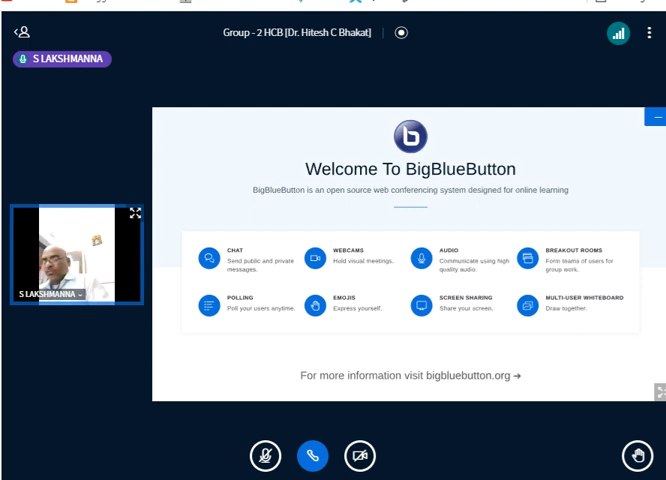 Group - 2 HCB [Dr. Hitesh C Bhakat]
S LAKSHMANNA
Welcome To BigBlueButton
BigBlueButton is an open source web conferencing system designed for online learning
CHAT
Send public and private
messages.
WEBCAMS
Hold visual meetings.
AUDIO
Communicate using high
quality audio.
BREAKOUT ROOMS
Form teams of users for
group work.
POLLING
Poll your users anytime.
EMOJIS
Express yourself.
SCREEN SHARING
Share your screen.
MULTI-USER WHITEBOARD
Draw together.
S LAKSHMANNA
For more information visit bigbluebutton.org →